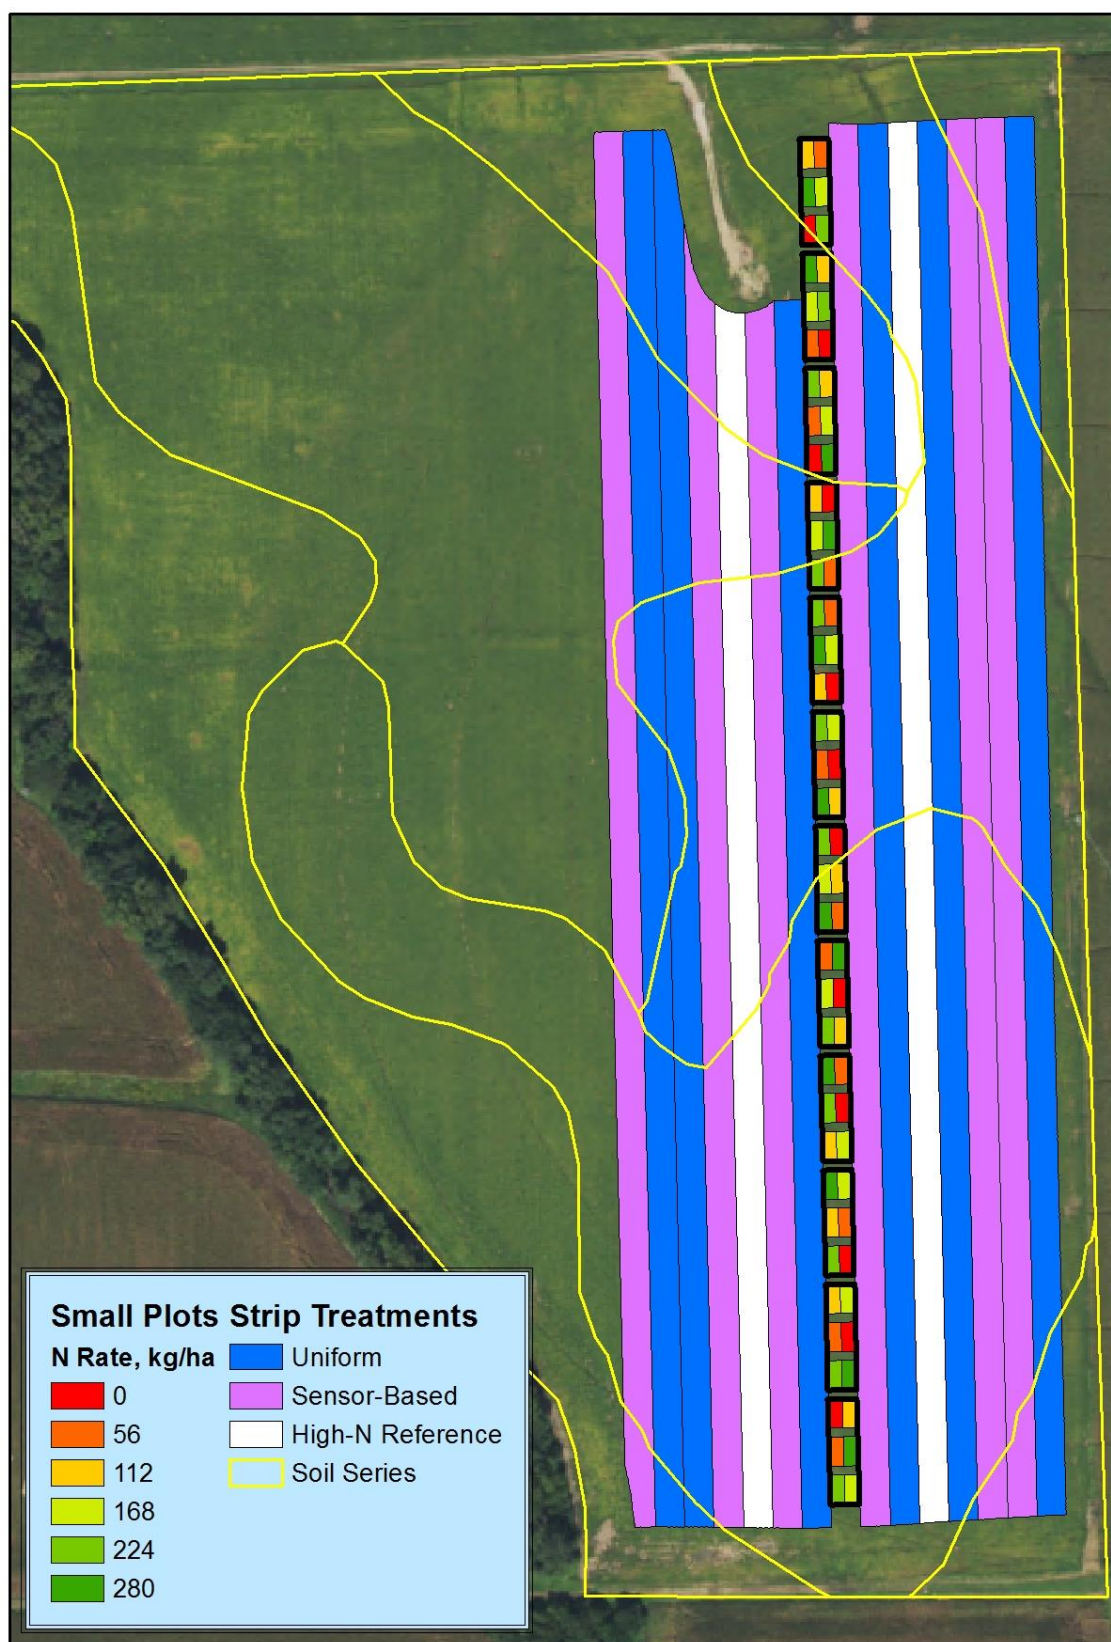 Small Plots Strip Treatments
N Rate, kg/ha Uniform
0 Sensor-Based
56 High-N Reference
112 Soil Series
168
224
280